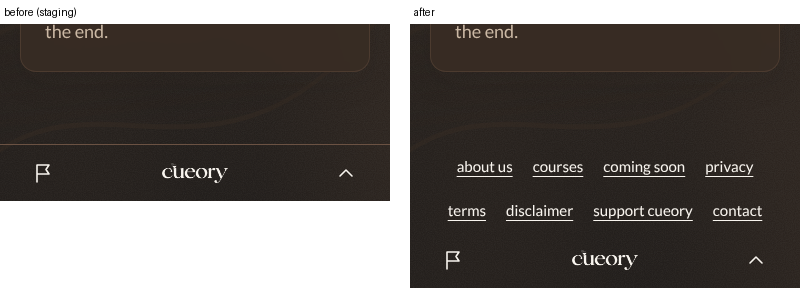 before (staging)
after
the end.
the end.
cueory
about us courses coming soon privacy
terms disclaimer support cueory contact
cueory